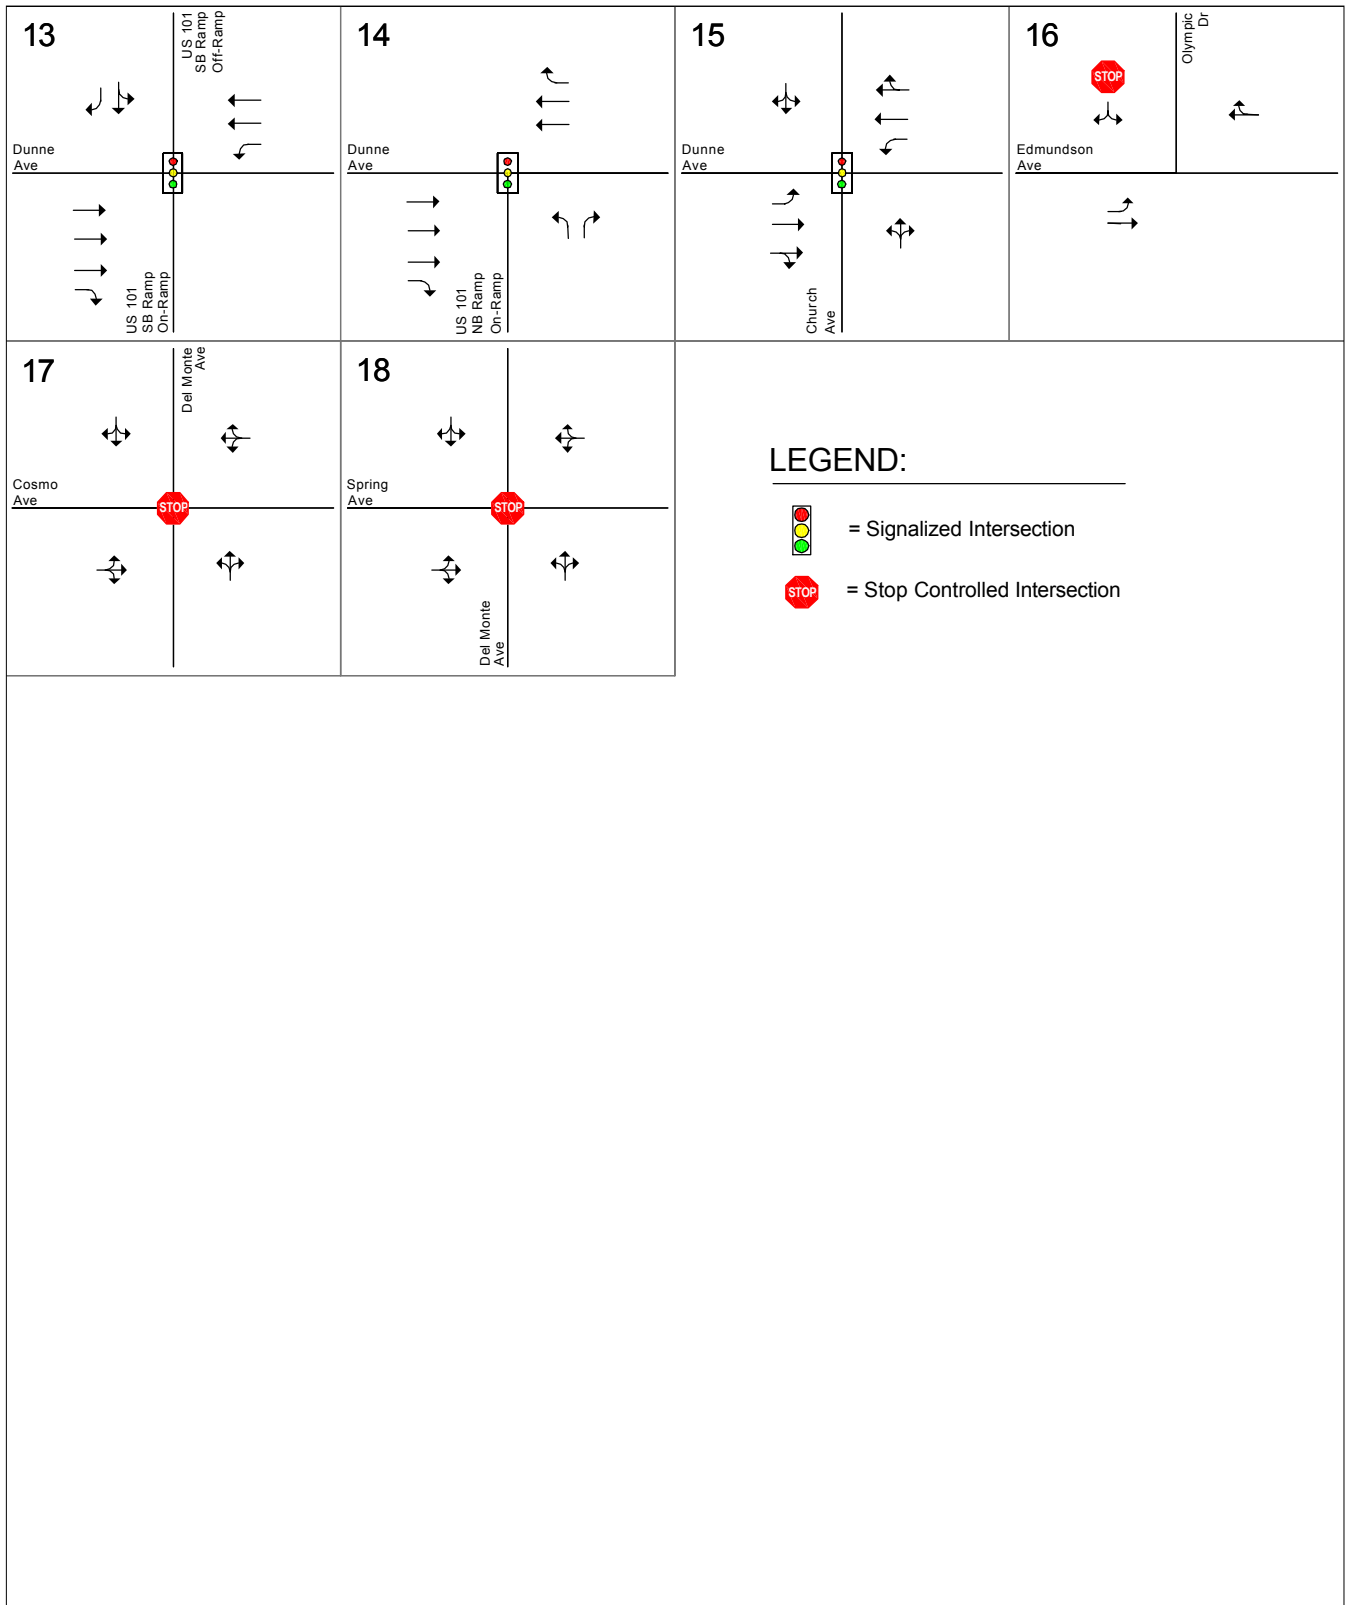 13
US 101
SB Ramp
Off-Ramp
Dunne
Ave
US 101
SB Ramp
On-Ramp
14
Dunne
Ave
US 101
NB Ramp
On-Ramp
15
Dunne
Ave
Church
Ave
16
STOP
Olympic
Dr
Edmundson
Ave
17
Del Monte
Ave
Cosmo
Ave
STOP
18
Spring
Ave
STOP
Del Monte
Ave
LEGEND:
= Signalized Intersection
STOP
= Stop Controlled Intersection